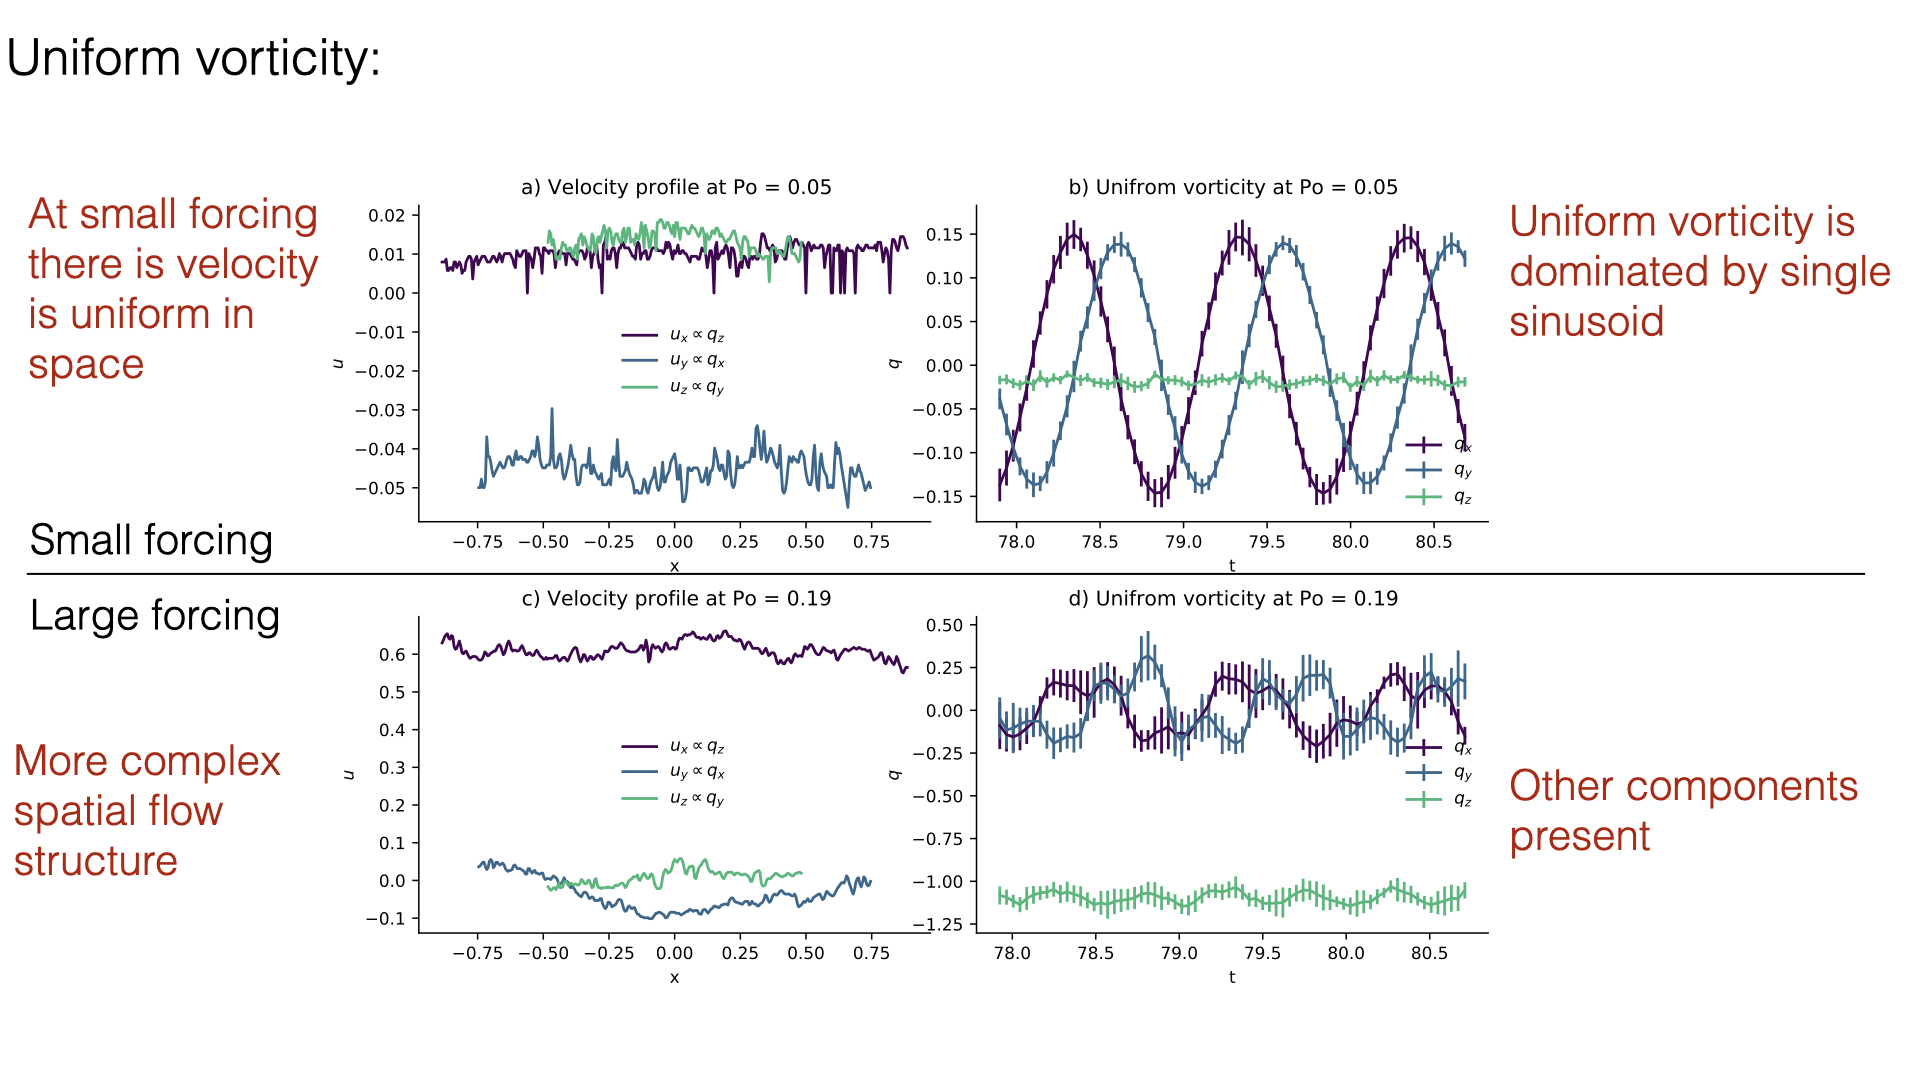 Uniform vorticity:
At small forcing
there is velocity
is uniform in
space
Small forcing
a) Velocity profile at Po = 0.05
0.02
0.01
0.00
−0.01
−0.02
−0.03
−0.04
−0.05
u
u_x ∝ q_z
u_y ∝ q_x
u_z ∝ q_y
−0.75 −0.50 −0.25 0.00 0.25 0.50 0.75
x
b) Unifrom vorticity at Po = 0.05
0.15
0.10
0.05
0.00
−0.05
−0.10
−0.15
q
q_x
q_y
q_z
78.0 78.5 79.0 79.5 80.0 80.5
t
Uniform vorticity is
dominated by single
sinusoid
Large forcing
More complex
spatial flow
structure
c) Velocity profile at Po = 0.19
0.6
0.5
0.4
0.3
0.2
0.1
0.0
−0.1
u
u_x ∝ q_z
u_y ∝ q_x
u_z ∝ q_y
−0.75 −0.50 −0.25 0.00 0.25 0.50 0.75
x
d) Unifrom vorticity at Po = 0.19
0.50
0.25
0.00
−0.25
−0.50
−0.75
−1.00
−1.25
q
q_x
q_y
q_z
78.0 78.5 79.0 79.5 80.0 80.5
t
Other components
present